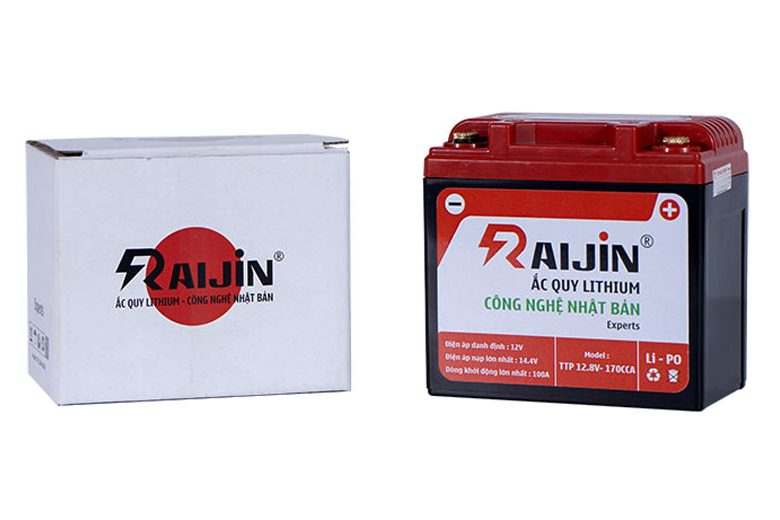 RAIJIN®
ẮC QUY LITHIUM - CÔNG NGHỆ NHẬT BẢN
Experts
RAIJIN®
ẮC QUY LITHIUM
CÔNG NGHỆ NHẬT BẢN
Experts
Điện áp danh định : 12V
Điện áp nạp lớn nhất : 14.4V
Dòng khởi động lớn nhất : 100A
Model :
TTP 12.8V- 170CCA
Li - PO